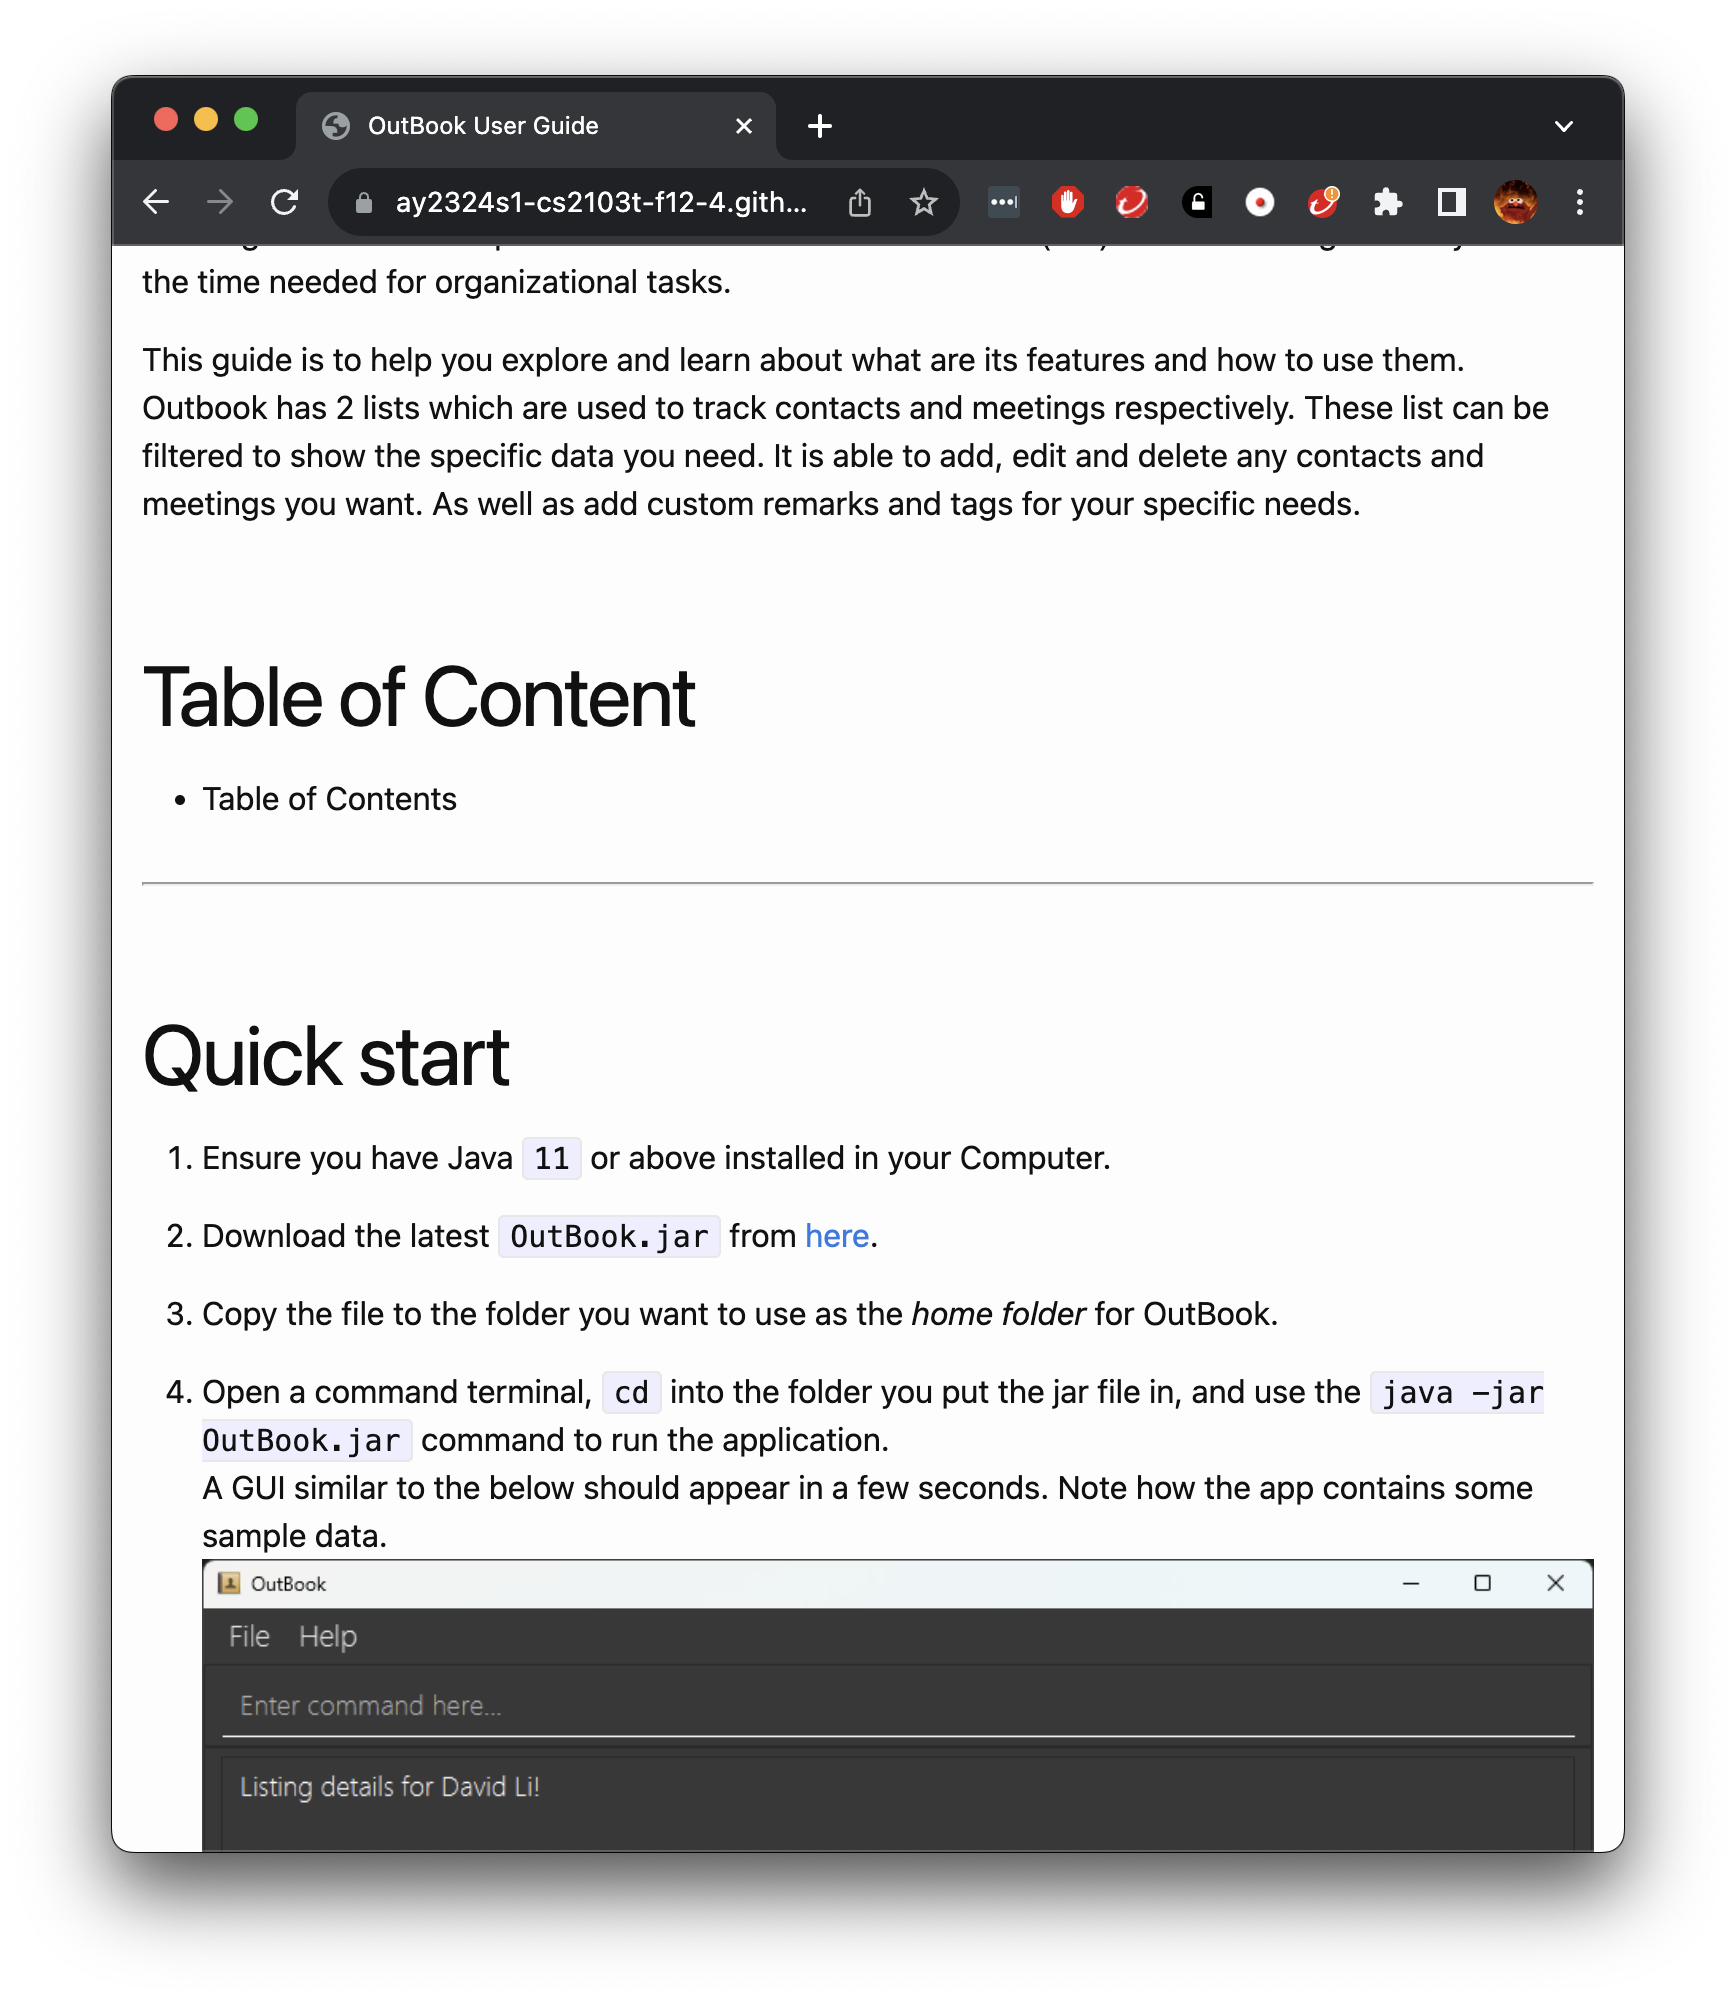 OutBook User Guide
ay2324s1-cs2103t-f12-4.gith...
the time needed for organizational tasks.
This guide is to help you explore and learn about what are its features and how to use them.
Outbook has 2 lists which are used to track contacts and meetings respectively. These list can be
filtered to show the specific data you need. It is able to add, edit and delete any contacts and
meetings you want. As well as add custom remarks and tags for your specific needs.
Table of Content
• Table of Contents
Quick start
1. Ensure you have Java 11 or above installed in your Computer.
2. Download the latest OutBook.jar from here.
3. Copy the file to the folder you want to use as the home folder for OutBook.
4. Open a command terminal, cd into the folder you put the jar file in, and use the java -jar
OutBook.jar command to run the application.
A GUI similar to the below should appear in a few seconds. Note how the app contains some
sample data.
OutBook
File Help
Enter command here...
Listing details for David Li!